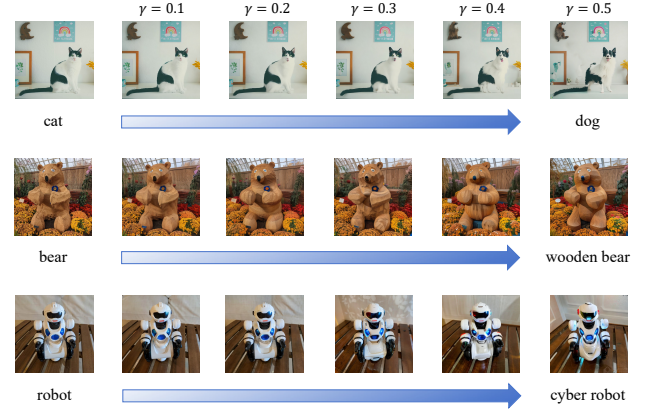 γ = 0.1 γ = 0.2 γ = 0.3 γ = 0.4 γ = 0.5
cat dog
bear wooden bear
robot cyber robot